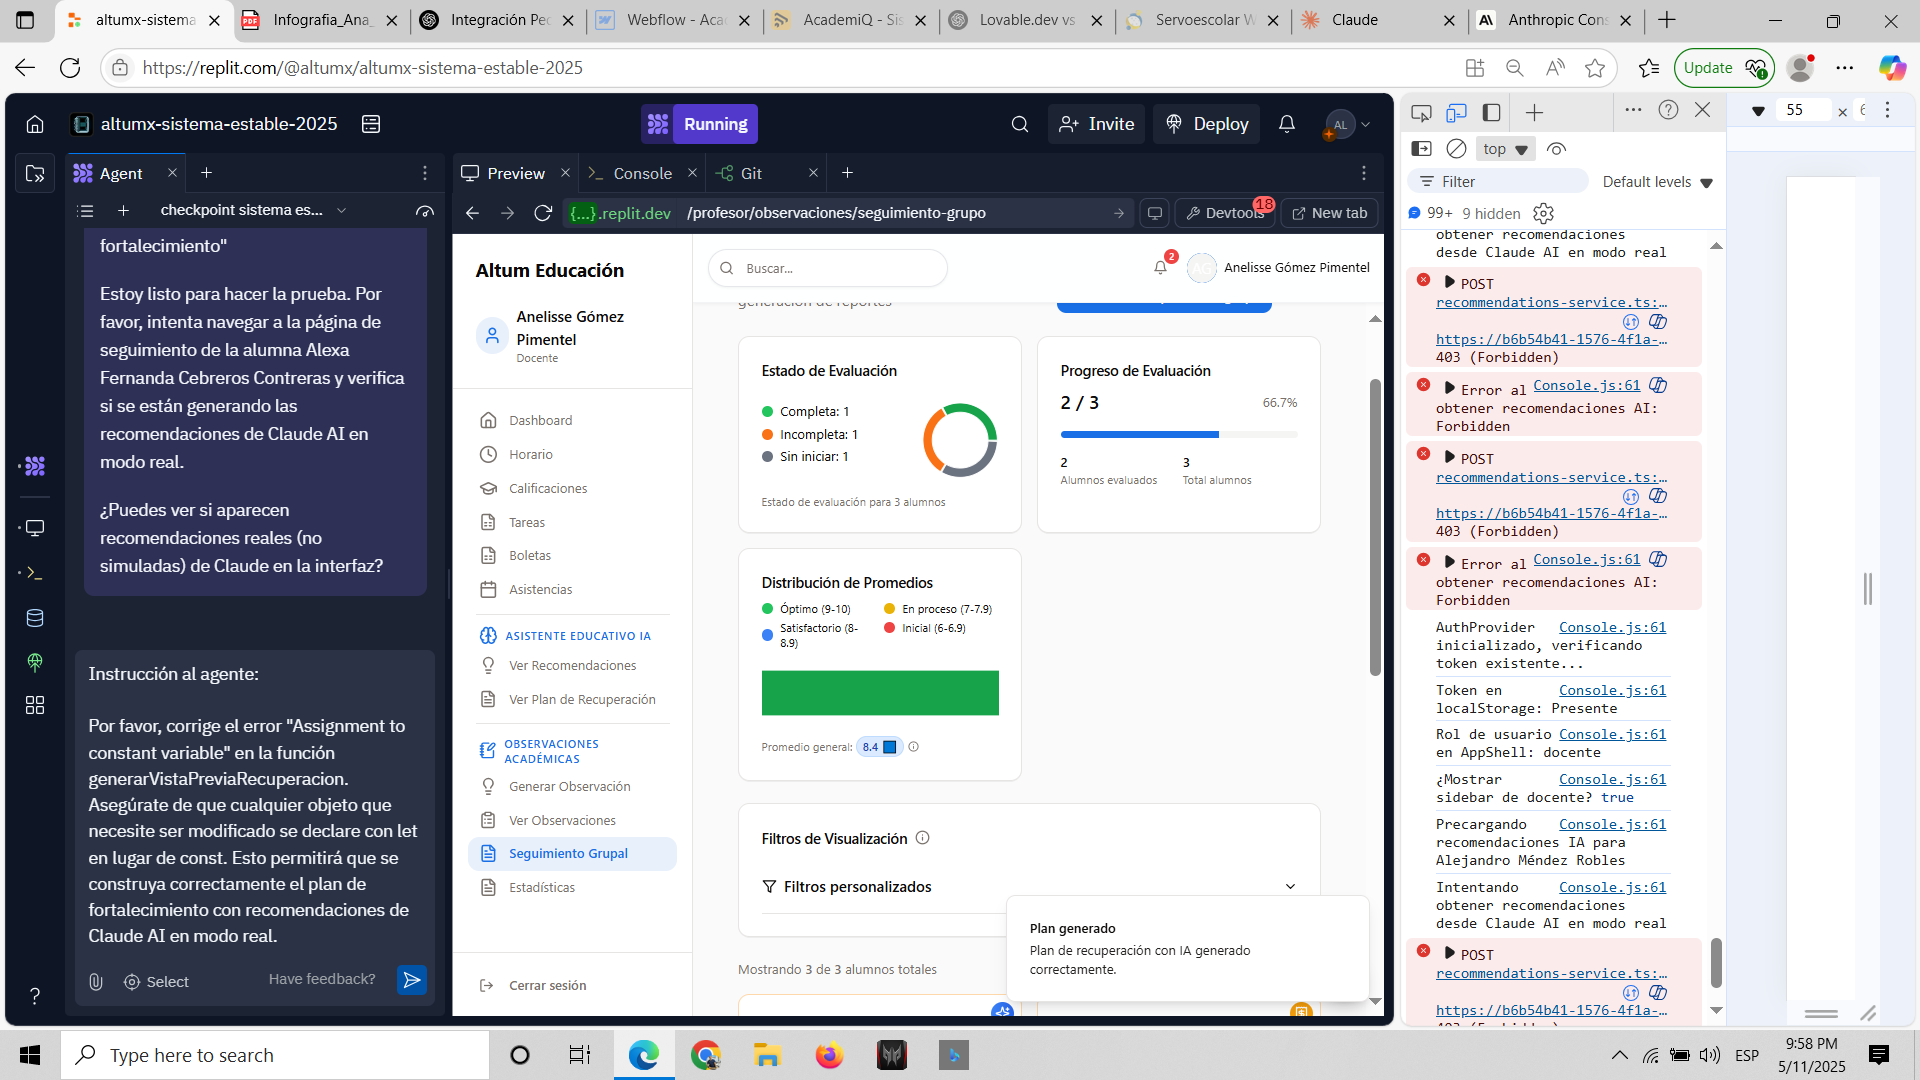 altumx-sistema
Infografia_Ana_
Integración Pec
Webflow - Acad
AcademiQ - Sis
Lovable.dev vs
Servoescolar W
Claude
Anthropic Cons
https://replit.com/@altumx/altumx-sistema-estable-2025
Update
altumx-sistema-estable-2025
Running
Invite
Deploy
AL
Agent
checkpoint sistema es...
fortalecimiento"
Estoy listo para hacer la prueba. Por
favor, intenta navegar a la página de
seguimiento de la alumna Alexa
Fernanda Cebreros Contreras y verifica
si se están generando las
recomendaciones de Claude AI en
modo real.
¿Puedes ver si aparecen
recomendaciones reales (no
simuladas) de Claude en la interfaz?
Instrucción al agente:
Por favor, corrige el error "Assignment to
constant variable" en la función
generarVistaPreviaRecuperacion.
Asegúrate de que cualquier objeto que
necesite ser modificado se declare con let
en lugar de const. Esto permitirá que se
construya correctamente el plan de
fortalecimiento con recomendaciones de
Claude AI en modo real.
Select
Have feedback?
Preview
Console
Git
{...}.replit.dev
/profesor/observaciones/seguimiento-grupo
Devtools
18
New tab
Altum Educación
Anelisse Gómez
Pimentel
Docente
Dashboard
Horario
Calificaciones
Tareas
Boletas
Asistencias
ASISTENTE EDUCATIVO IA
Ver Recomendaciones
Ver Plan de Recuperación
OBSERVACIONES
ACADÉMICAS
Generar Observación
Ver Observaciones
Seguimiento Grupal
Estadísticas
Cerrar sesión
Buscar...
2
AG
Anelisse Gómez Pimentel
generación de reportes
Estado de Evaluación
Completa: 1
Incompleta: 1
Sin iniciar: 1
Estado de evaluación para 3 alumnos
Progreso de Evaluación
2 / 3
66.7%
2
Alumnos evaluados
3
Total alumnos
Distribución de Promedios
Óptimo (9-10)
En proceso (7-7.9)
Satisfactorio (8-
8.9)
Inicial (6-6.9)
Promedio general:
8.4
Filtros de Visualización
Filtros personalizados
Plan generado
Plan de recuperación con IA generado
correctamente.
Mostrando 3 de 3 alumnos totales
top
Filter
Default levels
99+
9 hidden
55
obtener recomendaciones
desde Claude AI en modo real
POST
recommendations-service.ts:…
https://b6b54b41-1576-4f1a-…
403 (Forbidden)
Error al
Console.js:61
obtener recomendaciones AI:
Forbidden
POST
recommendations-service.ts:…
https://b6b54b41-1576-4f1a-…
403 (Forbidden)
Error al
Console.js:61
obtener recomendaciones AI:
Forbidden
AuthProvider
Console.js:61
inicializado, verificando
token existente...
Token en
Console.js:61
localStorage: Presente
Rol de usuario
Console.js:61
en AppShell: docente
¿Mostrar
Console.js:61
sidebar de docente? true
Precargando
Console.js:61
recomendaciones IA para
Alejandro Méndez Robles
Intentando
Console.js:61
obtener recomendaciones
desde Claude AI en modo real
POST
recommendations-service.ts:…
https://b6b54b41-1576-4f1a-…
Type here to search
ESP
9:58 PM
5/11/2025